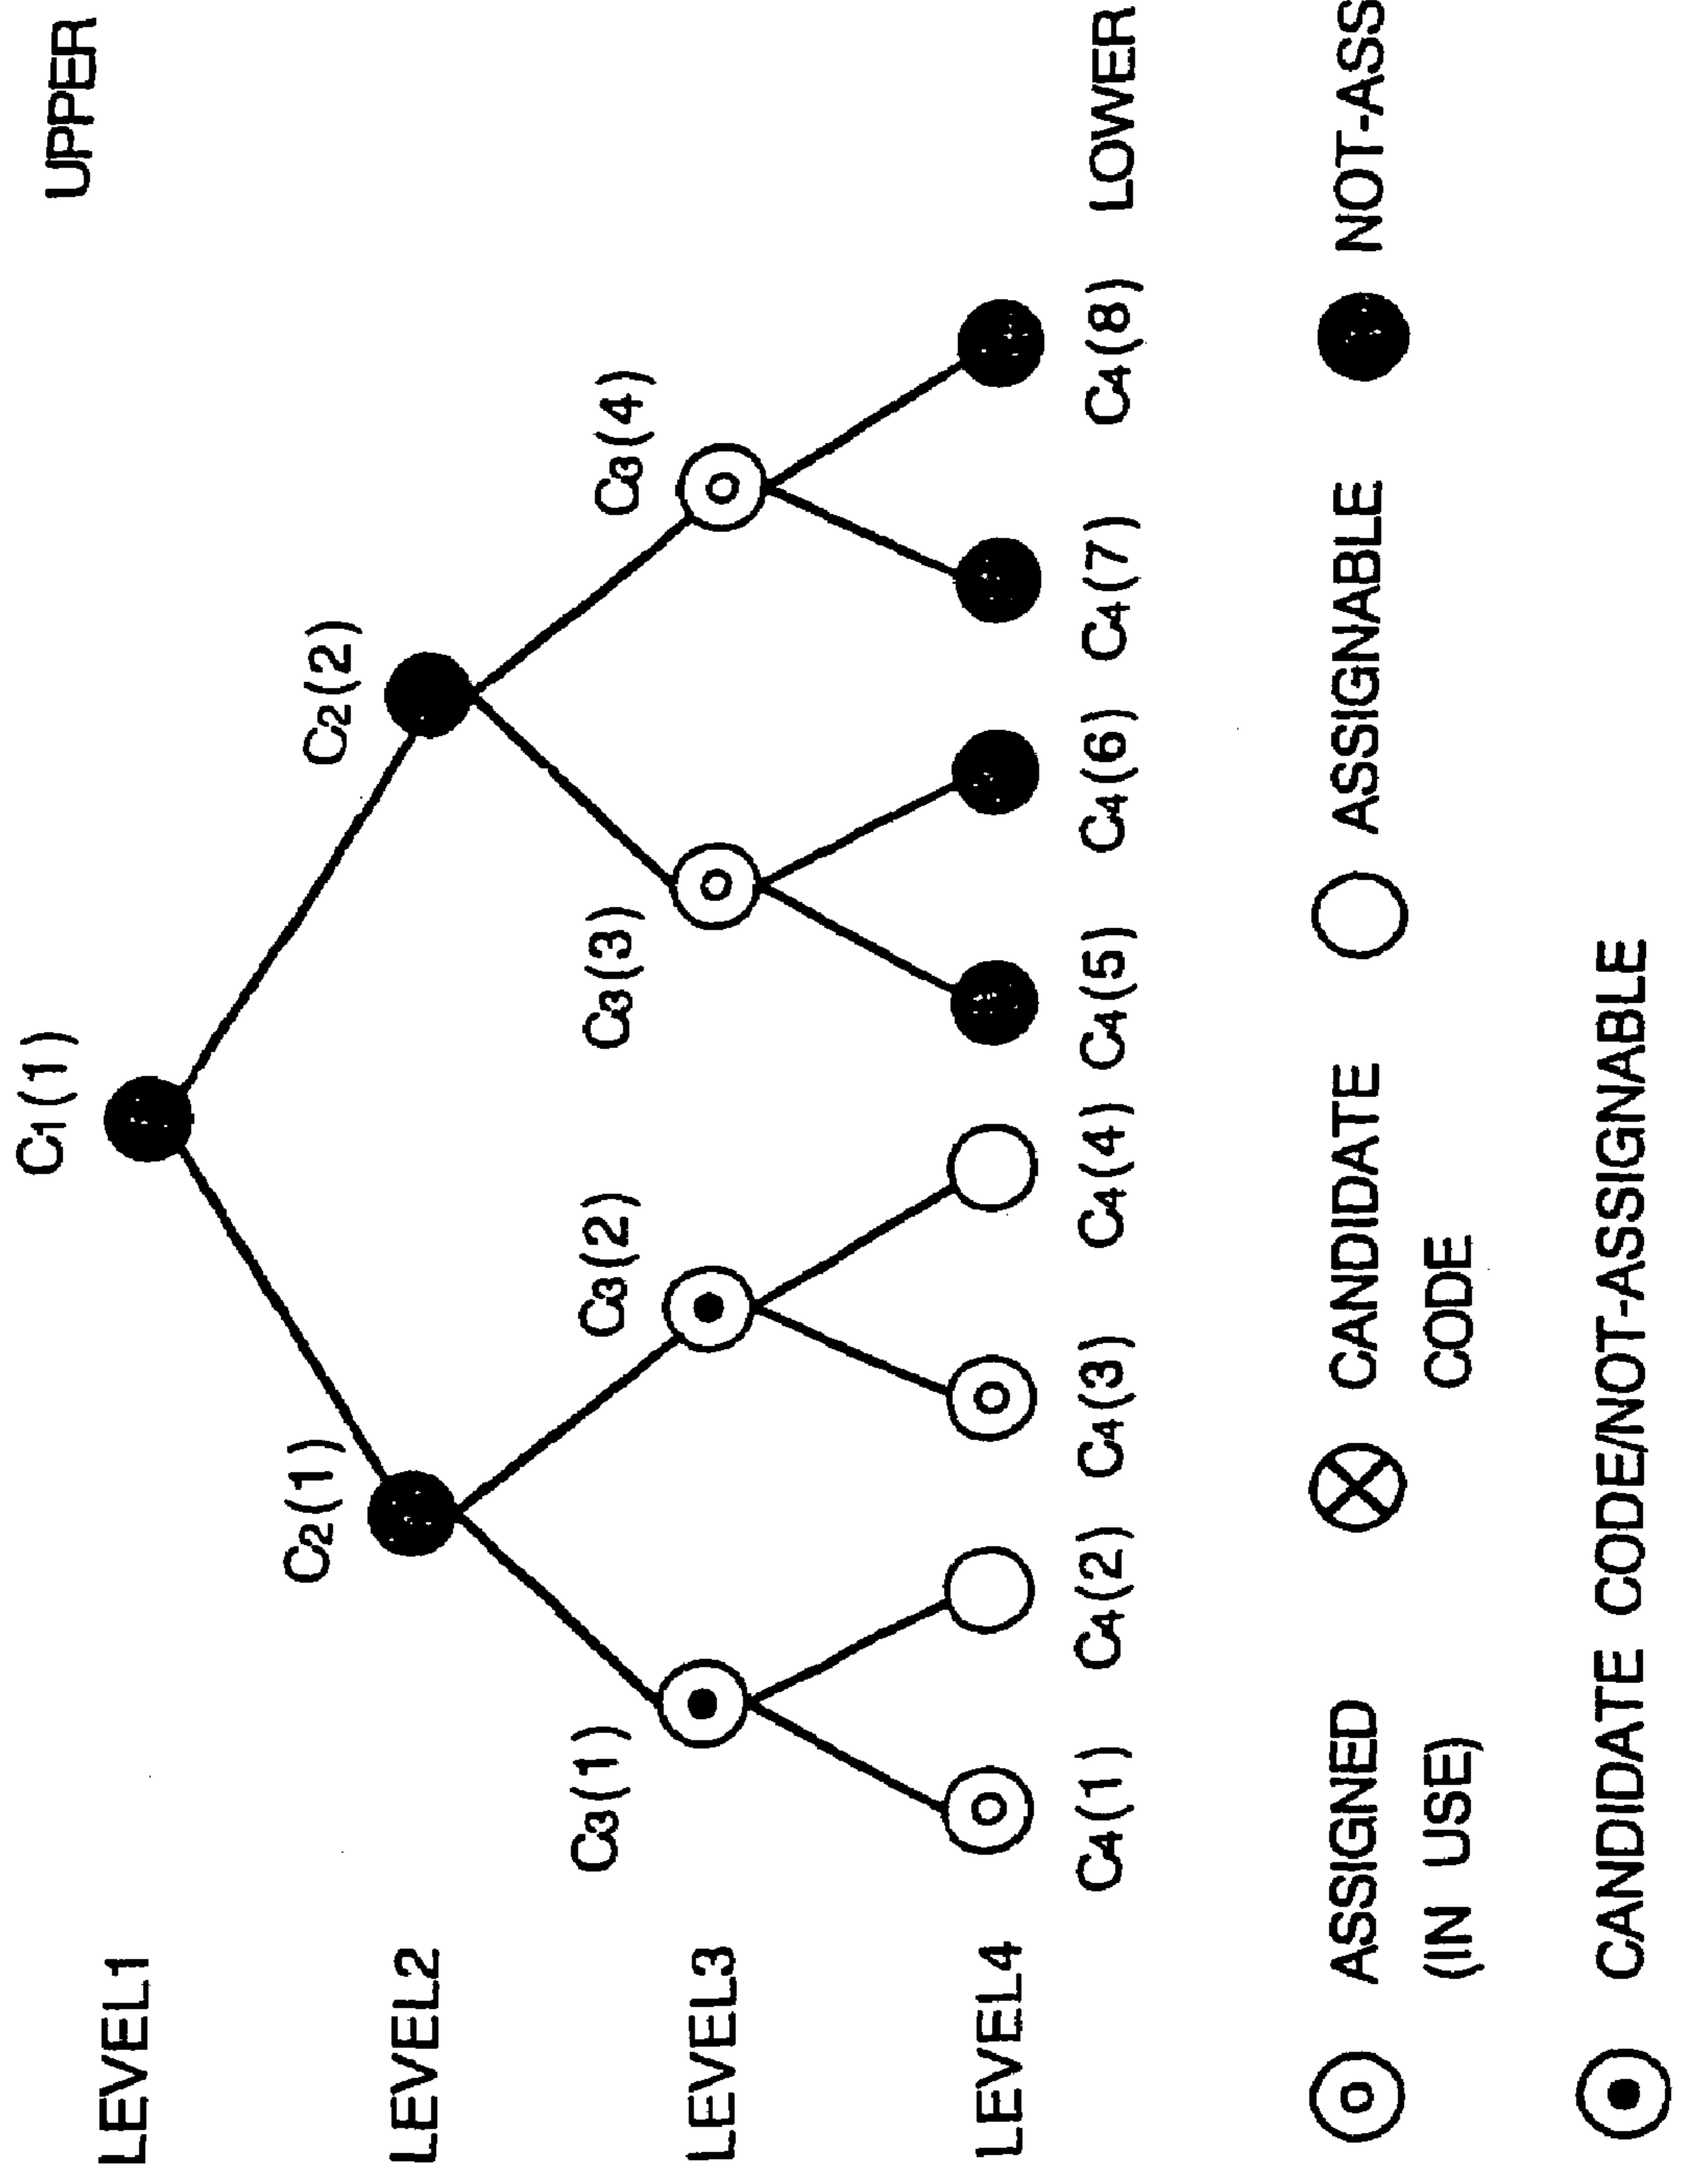 UPPER
C1(1)
LEVEL1
C2(1) C2(2)
LEVEL2
C3(1) C3(2) C3(3) C3(4)
LEVEL3
LEVEL4
C4(1) C4(2) C4(3) C4(4) C4(5) C4(6) C4(7) C4(8) LOWER
ASSIGNED CANDIDATE ASSIGNABLE NOT-ASS
(IN USE) CODE
CANDIDATE CODE/NOT-ASSIGNABLE